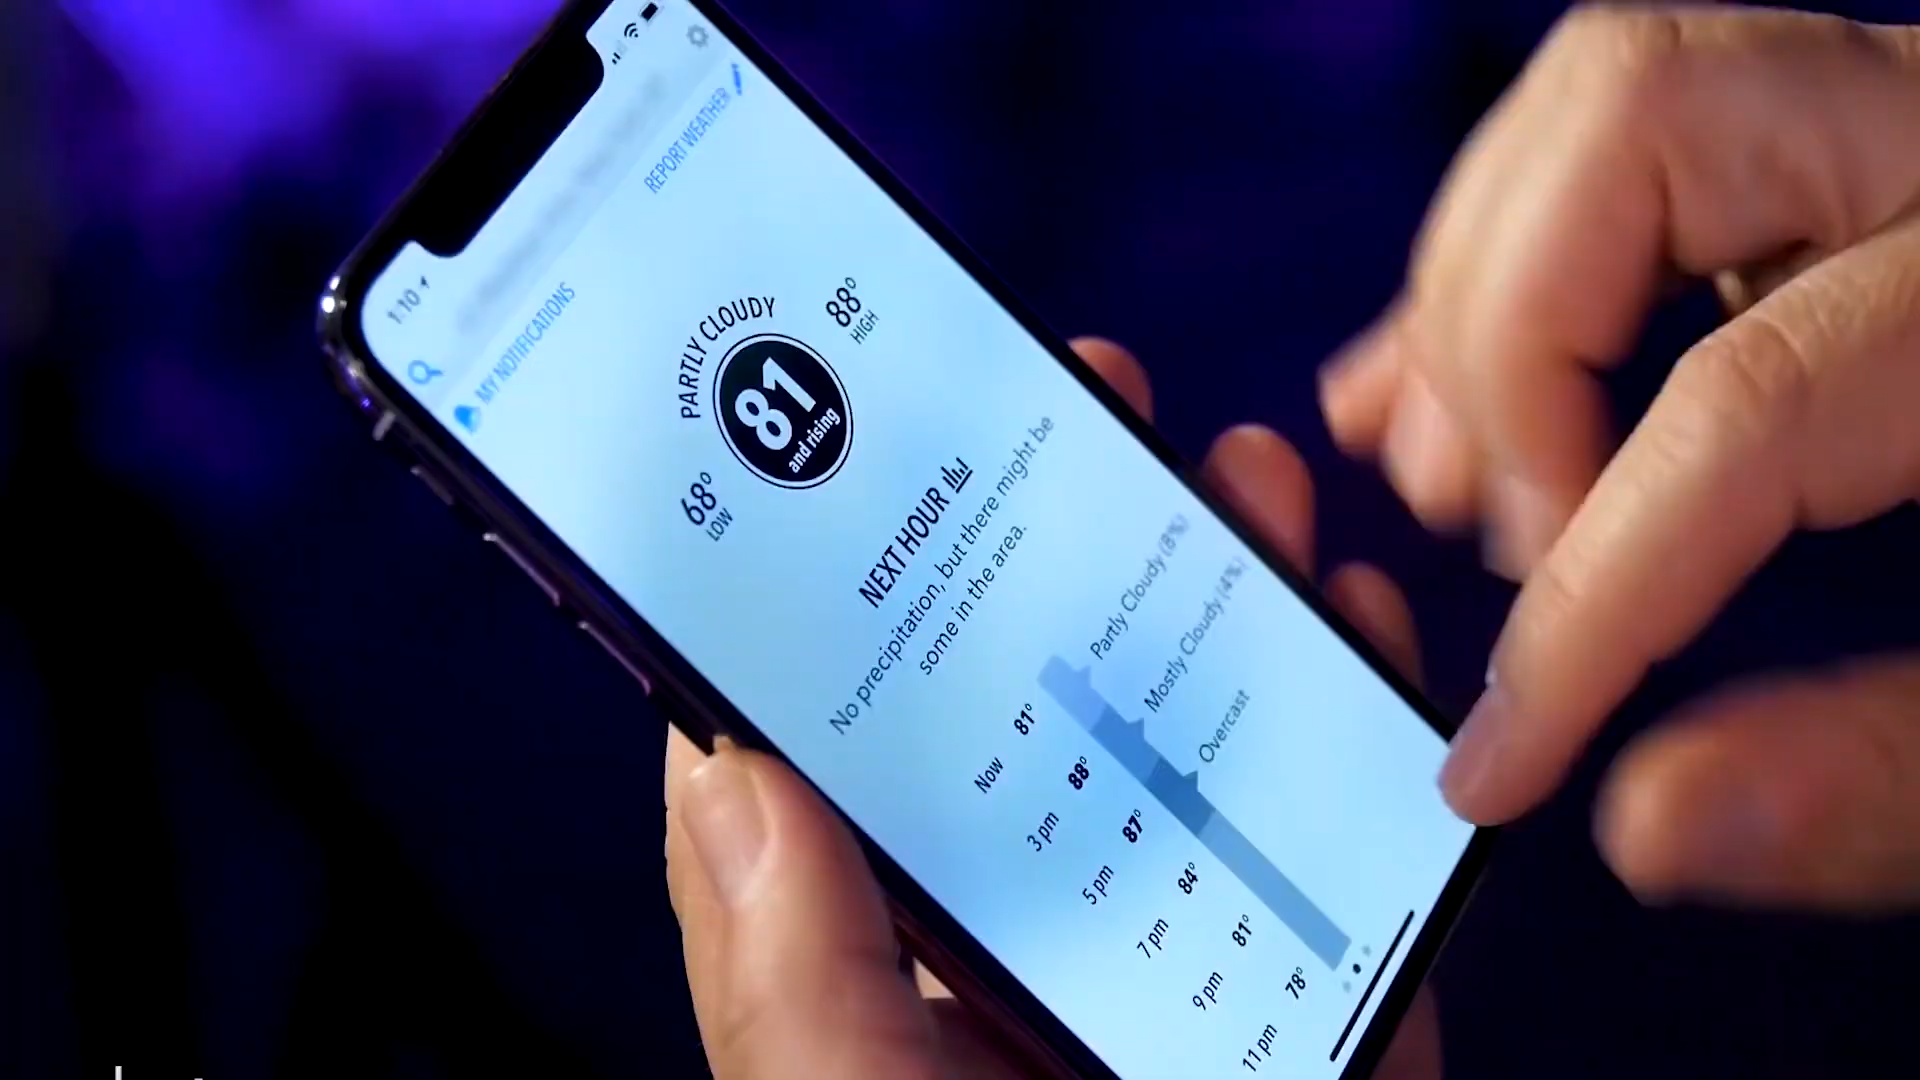 1:10
MY NOTIFICATIONS
REPORT WEATHER
PARTLY CLOUDY
68°
LOW
81
and rising
88°
HIGH
NEXT HOUR
No precipitation, but there might be
some in the area.
Now 81° Partly Cloudy (8%)
3 pm 88° Mostly Cloudy (4%)
5 pm 87° Overcast
7 pm 84°
9 pm 81°
11 pm 78°